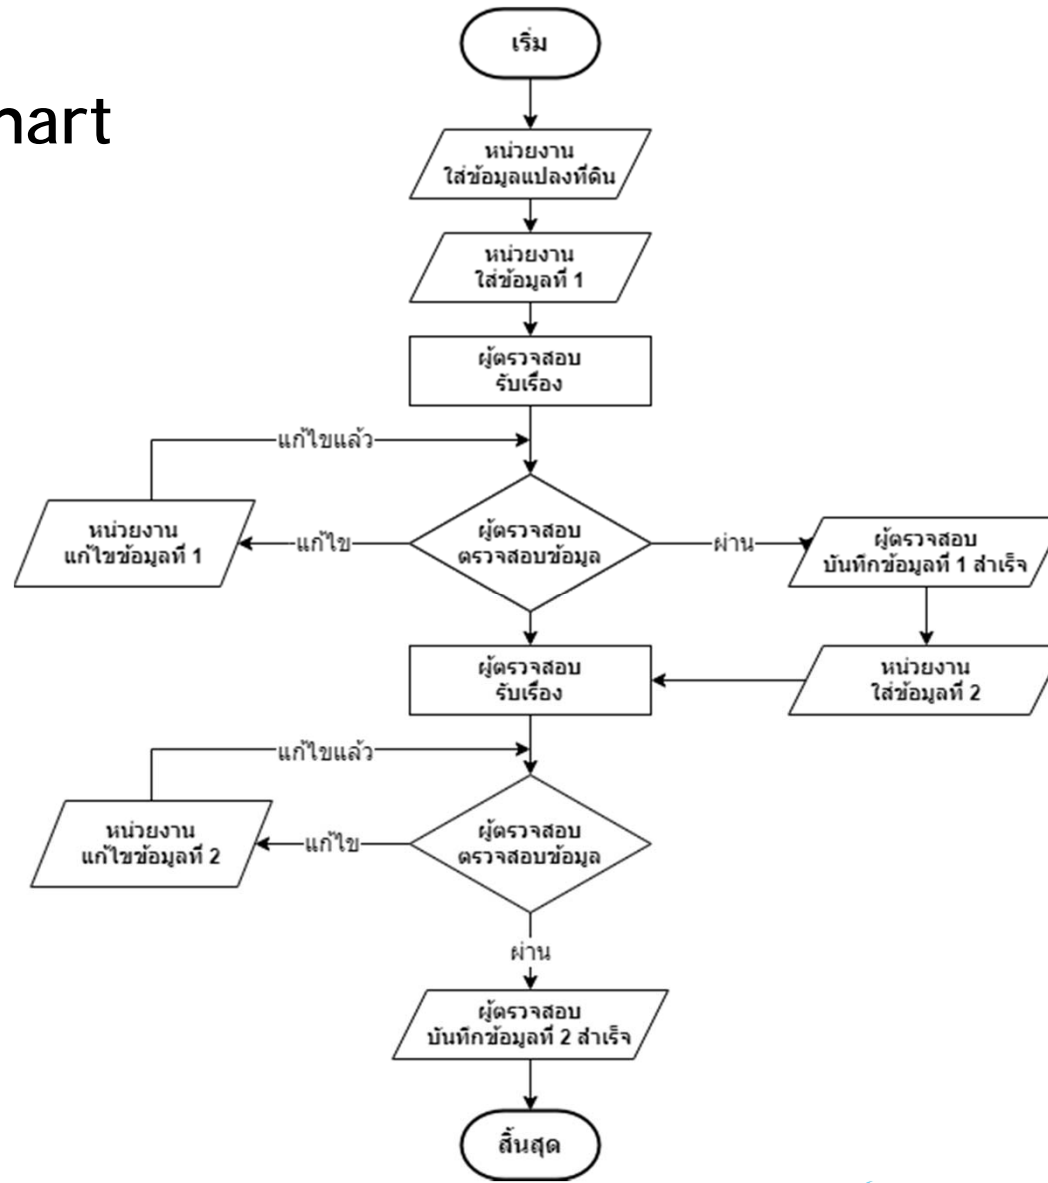 hart
เริ่ม
หน่วยงาน
ใส่ข้อมูลแปลงที่ดิน
หน่วยงาน
ใส่ข้อมูลที่ 1
ผู้ตรวจสอบ
รับเรื่อง
แก้ไขแล้ว
หน่วยงาน
แก้ไขข้อมูลที่ 1
แก้ไข
ผู้ตรวจสอบ
ตรวจสอบข้อมูล
ผ่าน
ผู้ตรวจสอบ
บันทึกข้อมูลที่ 1 สำเร็จ
ผู้ตรวจสอบ
รับเรื่อง
หน่วยงาน
ใส่ข้อมูลที่ 2
แก้ไขแล้ว
หน่วยงาน
แก้ไขข้อมูลที่ 2
แก้ไข
ผู้ตรวจสอบ
ตรวจสอบข้อมูล
ผ่าน
ผู้ตรวจสอบ
บันทึกข้อมูลที่ 2 สำเร็จ
สิ้นสุด